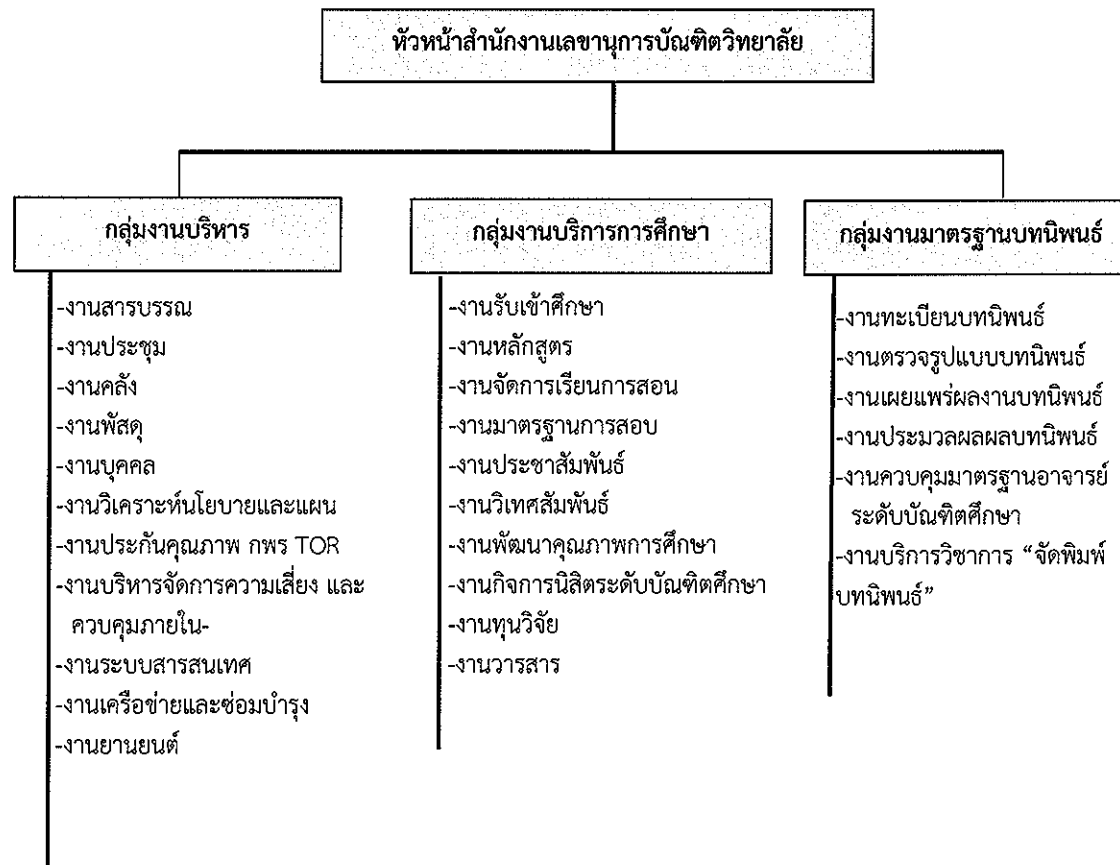 หัวหน้าสำนักงานเลขานุการบัณฑิตวิทยาลัย
กลุ่มงานบริหาร
-งานสารบรรณ
-งานประชุม
-งานคลัง
-งานพัสดุ
-งานบุคคล
-งานวิเคราะห์นโยบายและแผน
-งานประกันคุณภาพ กพร TOR
-งานบริหารจัดการความเสี่ยง และ
ควบคุมภายใน-
-งานระบบสารสนเทศ
-งานเครือข่ายและซ่อมบำรุง
-งานยานยนต์
กลุ่มงานบริการการศึกษา
-งานรับเข้าศึกษา
-งานหลักสูตร
-งานจัดการเรียนการสอน
-งานมาตรฐานการสอบ
-งานประชาสัมพันธ์
-งานวิเทศสัมพันธ์
-งานพัฒนาคุณภาพการศึกษา
-งานกิจการนิสิตระดับบัณฑิตศึกษา
-งานทุนวิจัย
-งานวารสาร
กลุ่มงานมาตรฐานบทนิพนธ์
-งานทะเบียนบทนิพนธ์
-งานตรวจรูปแบบบทนิพนธ์
-งานเผยแพร่ผลงานบทนิพนธ์
-งานประมวลผลผลบทนิพนธ์
-งานควบคุมมาตรฐานอาจารย์
ระดับบัณฑิตศึกษา
-งานบริการวิชาการ “จัดพิมพ์
บทนิพนธ์”